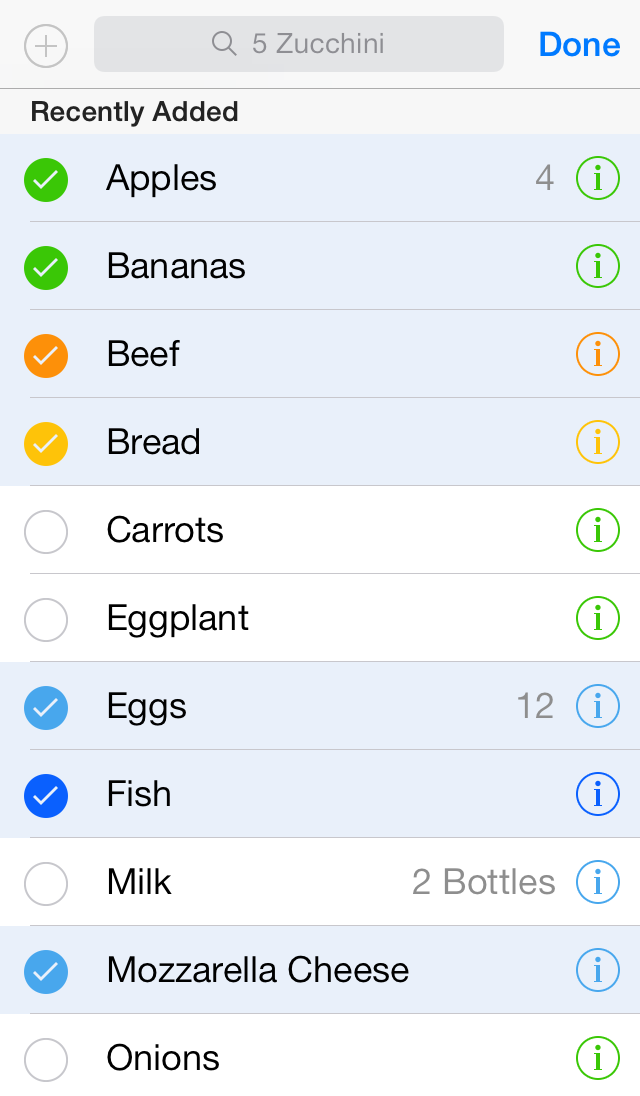 5 Zucchini Done
Recently Added
Apples 4
Bananas
Beef
Bread
Carrots
Eggplant
Eggs 12
Fish
Milk 2 Bottles
Mozzarella Cheese
Onions